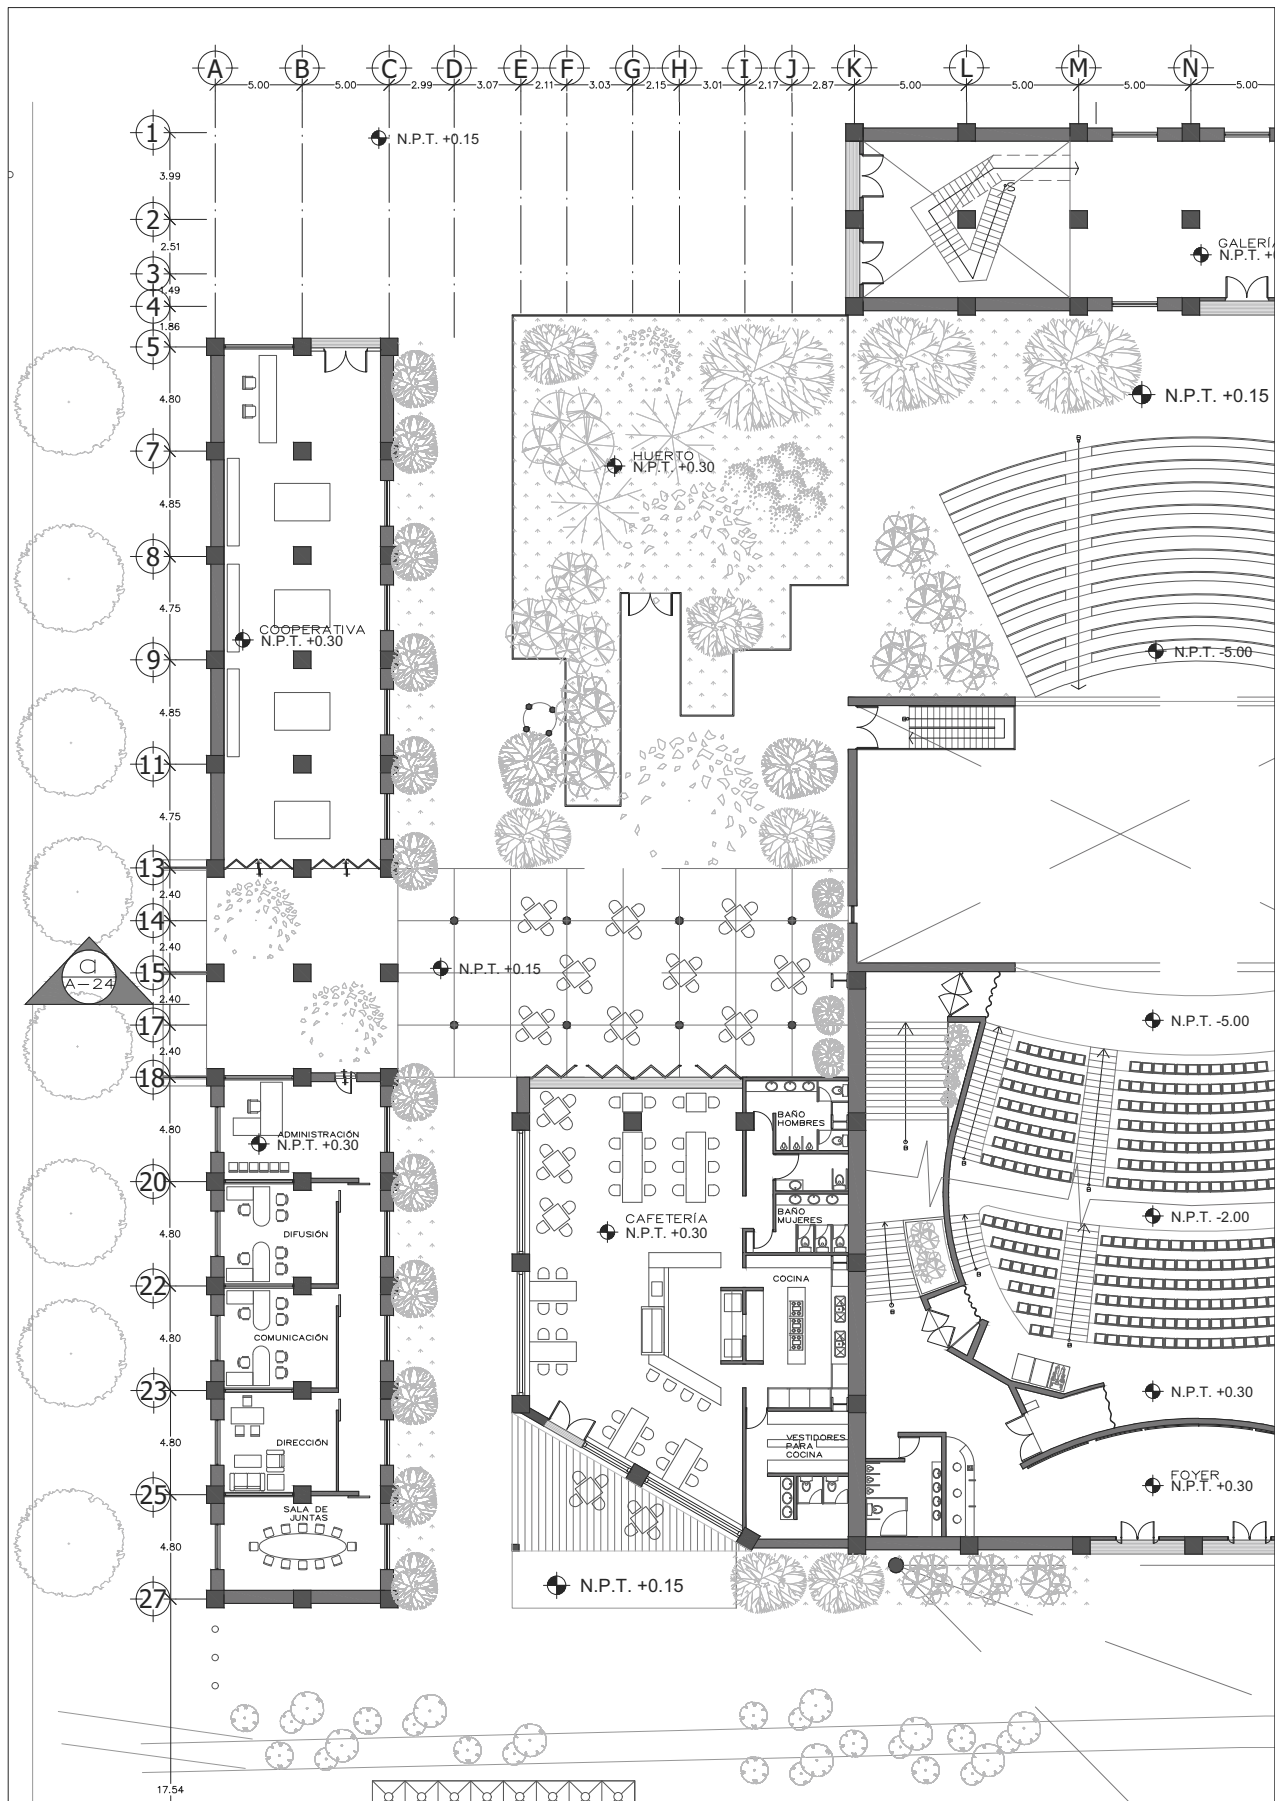 A B C D E F G H I J K L M N
5.00 5.00 2.99 3.07 2.11 3.03 2.15 3.01 2.17 2.87 5.00 5.00 5.00 5.00
1
N.P.T. +0.15
3.99
2
2.51
GALERÍA
N.P.T. +0
3
1.49
4
1.86
5
4.80
N.P.T. +0.15
7
HUERTO
N.P.T. +0.30
4.85
8
4.75
COOPERATIVA
N.P.T. +0.30
9
N.P.T. -5.00
4.85
11
4.75
13
2.40
14
2.40
a
A-24
15
N.P.T. +0.15
2.40
17
N.P.T. -5.00
2.40
18
BAÑO
HOMBRES
4.80
ADMINISTRACIÓN
N.P.T. +0.30
20
BAÑO
MUJERES
CAFETERÍA
N.P.T. +0.30
N.P.T. -2.00
4.80
DIFUSIÓN
22
COCINA
4.80
COMUNICACIÓN
23
N.P.T. +0.30
4.80
DIRECCIÓN
VESTIDORES
PARA
COCINA
25
FOYER
N.P.T. +0.30
SALA DE
JUNTAS
4.80
27
N.P.T. +0.15
17.54